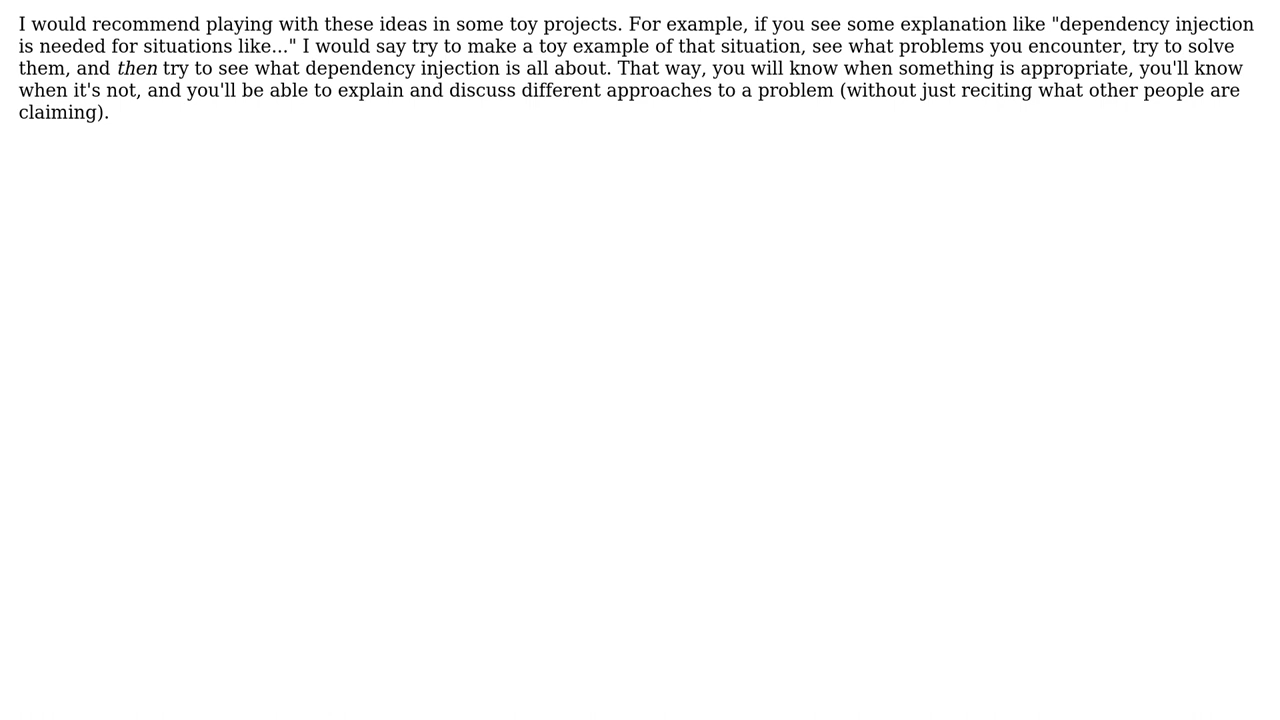 I would recommend playing with these ideas in some toy projects. For example, if you see some explanation like "dependency injection
is needed for situations like..." I would say try to make a toy example of that situation, see what problems you encounter, try to solve
them, and then try to see what dependency injection is all about. That way, you will know when something is appropriate, you'll know
when it's not, and you'll be able to explain and discuss different approaches to a problem (without just reciting what other people are
claiming).